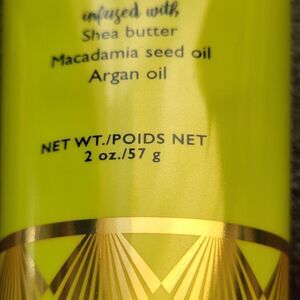 infused with
Shea butter
Macadamia seed oil
Argan oil
NET WT./POIDS NET
2 oz./57 g